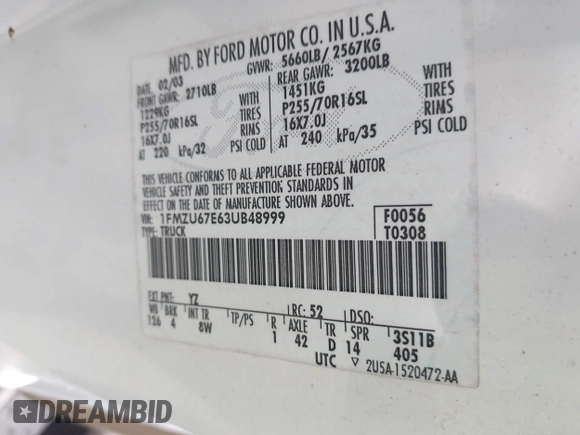 MFD. BY FORD MOTOR CO. IN U.S.A.
DATE: 02/03 GVWR: 5660LB/ 2567KG
FRONT GAWR: 2710LB REAR GAWR: 3200LB
1229KG 1451KG WITH
P255/70R16SL WITH P255/70R16SL TIRES
16X7.0J TIRES RIMS 16X7.0J RIMS
AT 220 kPa/32 PSI COLD AT 240 kPa/35 PSI COLD
THIS VEHICLE CONFORMS TO ALL APPLICABLE FEDERAL MOTOR
VEHICLE SAFETY AND THEFT PREVENTION STANDARDS IN
EFFECT ON THE DATE OF MANUFACTURE SHOWN ABOVE.
VIN: 1FMZU67E63UB48999 F0056
TYPE: TRUCK T0308
EXT PNT: YZ RC: 52 DSO:
WB BRK INT TR TP/PS R AXLE TR SPR 3S11B
126 4 8W 1 42 D 14 405
UTC ▽ 2U5A-1520472-AA
DREAMBID